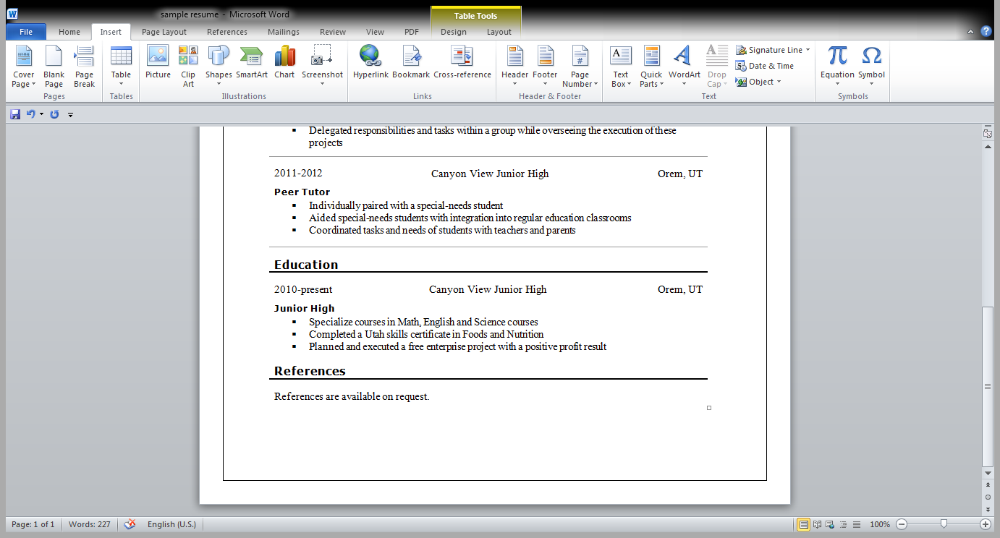 sample resume - Microsoft Word
Table Tools
File Home Insert Page Layout References Mailings Review View PDF Design Layout
Cover Page
Blank Page
Page Break
Pages
Table
Tables
Picture
Clip Art
Shapes
SmartArt
Chart
Screenshot
Illustrations
Hyperlink
Bookmark
Cross-reference
Links
Header
Footer
Page Number
Header & Footer
Text Box
Quick Parts
WordArt
Drop Cap
Signature Line
Date & Time
Object
Text
Equation
Symbol
Symbols
▪ Delegated responsibilities and tasks within a group while overseeing the execution of these
projects
2011-2012 Canyon View Junior High Orem, UT
Peer Tutor
▪ Individually paired with a special-needs student
▪ Aided special-needs students with integration into regular education classrooms
▪ Coordinated tasks and needs of students with teachers and parents
Education
2010-present Canyon View Junior High Orem, UT
Junior High
▪ Specialize courses in Math, English and Science courses
▪ Completed a Utah skills certificate in Foods and Nutrition
▪ Planned and executed a free enterprise project with a positive profit result
References
References are available on request.
Page: 1 of 1 Words: 227 English (U.S.) 100%